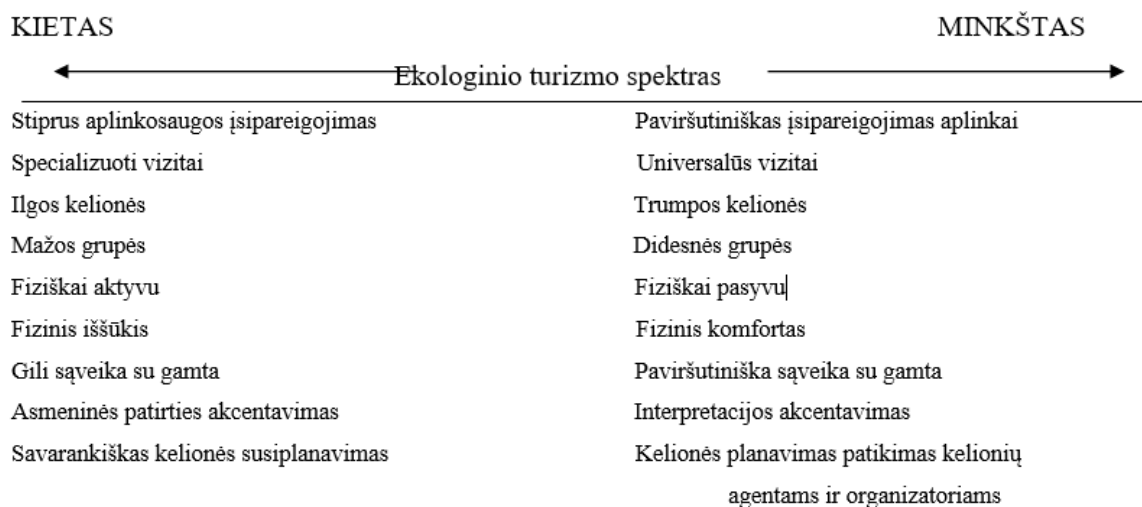 KIETAS MINKŠTAS
Ekologinio turizmo spektras
Stiprus aplinkosaugos įsipareigojimas Paviršutiniškas įsipareigojimas aplinkai
Specializuoti vizitai Universalūs vizitai
Ilgos kelionės Trumpos kelionės
Mažos grupės Didesnės grupės
Fiziškai aktyvu Fiziškai pasyvu
Fizinis iššūkis Fizinis komfortas
Gili sąveika su gamta Paviršutiniška sąveika su gamta
Asmeninės patirties akcentavimas Interpretacijos akcentavimas
Savarankiškas kelionės susiplanavimas Kelionės planavimas patikimas kelionių
agentams ir organizatoriams